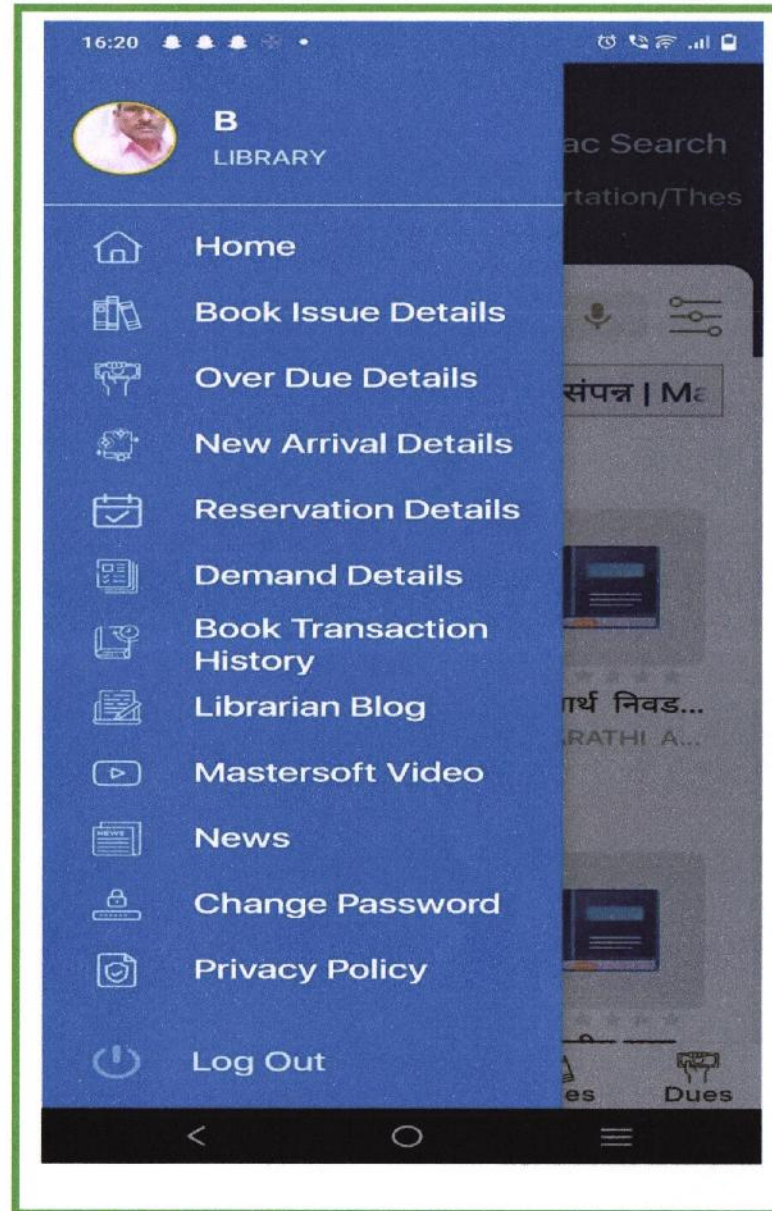 16:20
B
LIBRARY
ac Search
rtation/Thes
Home
Book Issue Details
Over Due Details
संपन्न | Ma
New Arrival Details
Reservation Details
Demand Details
Book Transaction
History
Librarian Blog
ार्थ निवड...
ARATHI A...
Mastersoft Video
NEWS
News
Change Password
Privacy Policy
Log Out
es
Dues